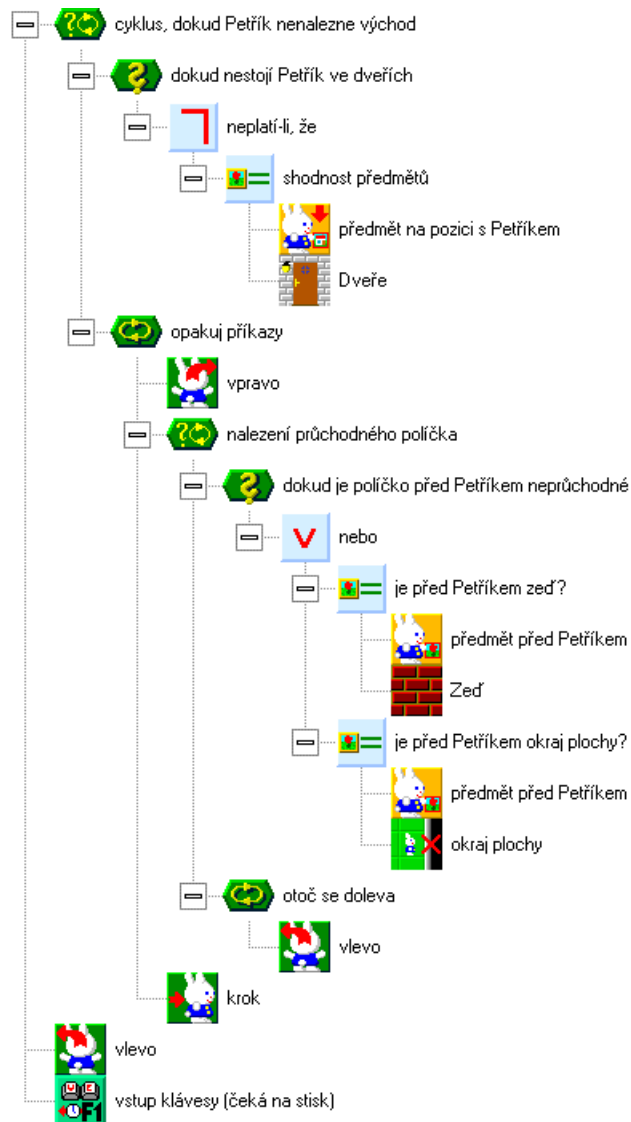 cyklus, dokud Petřík nenalezne východ
dokud nestojí Petřík ve dveřích
neplatí-li, že
shodnost předmětů
předmět na pozici s Petříkem
Dveře
opakuj příkazy
vpravo
nalezení průchodného políčka
dokud je políčko před Petříkem neprůchodné
nebo
je před Petříkem zeď?
předmět před Petříkem
Zeď
je před Petříkem okraj plochy?
předmět před Petříkem
okraj plochy
otoč se doleva
vlevo
krok
vlevo
F1 vstup klávesy (čeká na stisk)